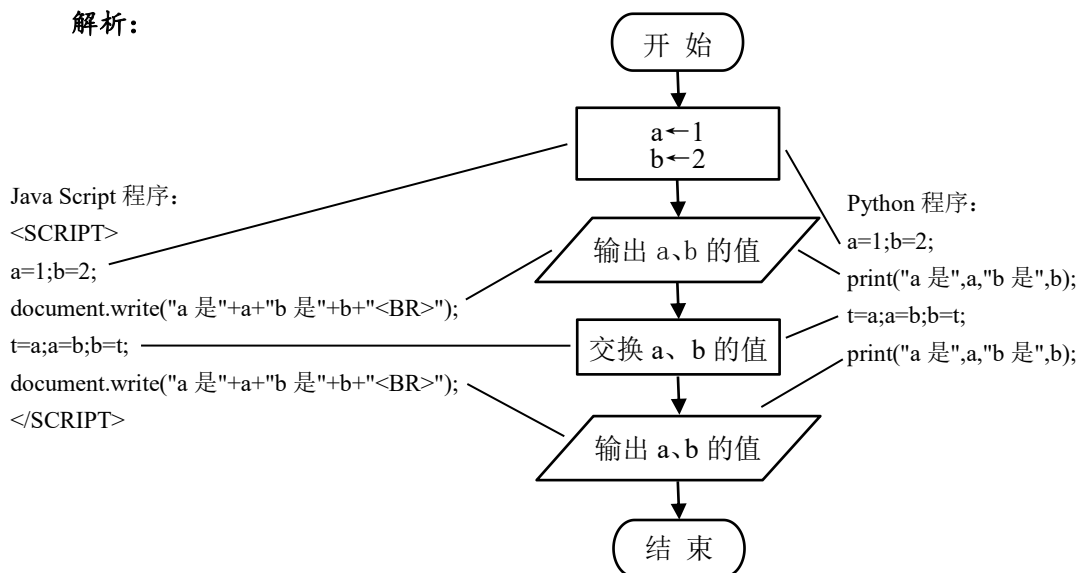 解析：
开 始
a←1
b←2
Java Script 程序：
<SCRIPT>
a=1;b=2;
document.write("a 是"+a+"b 是"+b+"<BR>");
t=a;a=b;b=t;
document.write("a 是"+a+"b 是"+b+"<BR>");
</SCRIPT>
输出 a、b 的值
交换 a、b 的值
输出 a、b 的值
结 束
Python 程序：
a=1;b=2;
print("a 是",a,"b 是",b);
t=a;a=b;b=t;
print("a 是",a,"b 是",b);